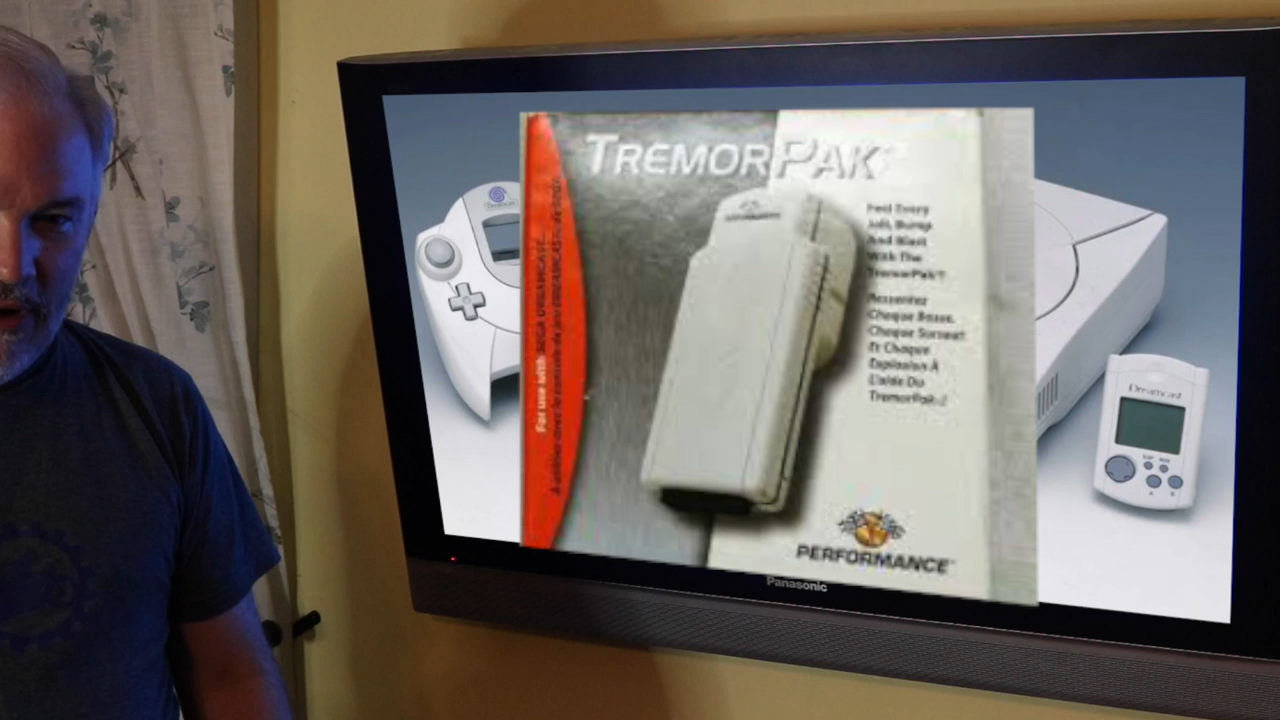 TREMORPAK
For use with SEGA DREAMCAST
Feel Every
Jolt, Bump
And Blast
With The
TremorPak!
Ressentez
Chaque Bosse,
Chaque Sursaut
Et Chaque
Explosion À
L'aide Du
TremorPak!
PERFORMANCE
Dreamcast
Panasonic